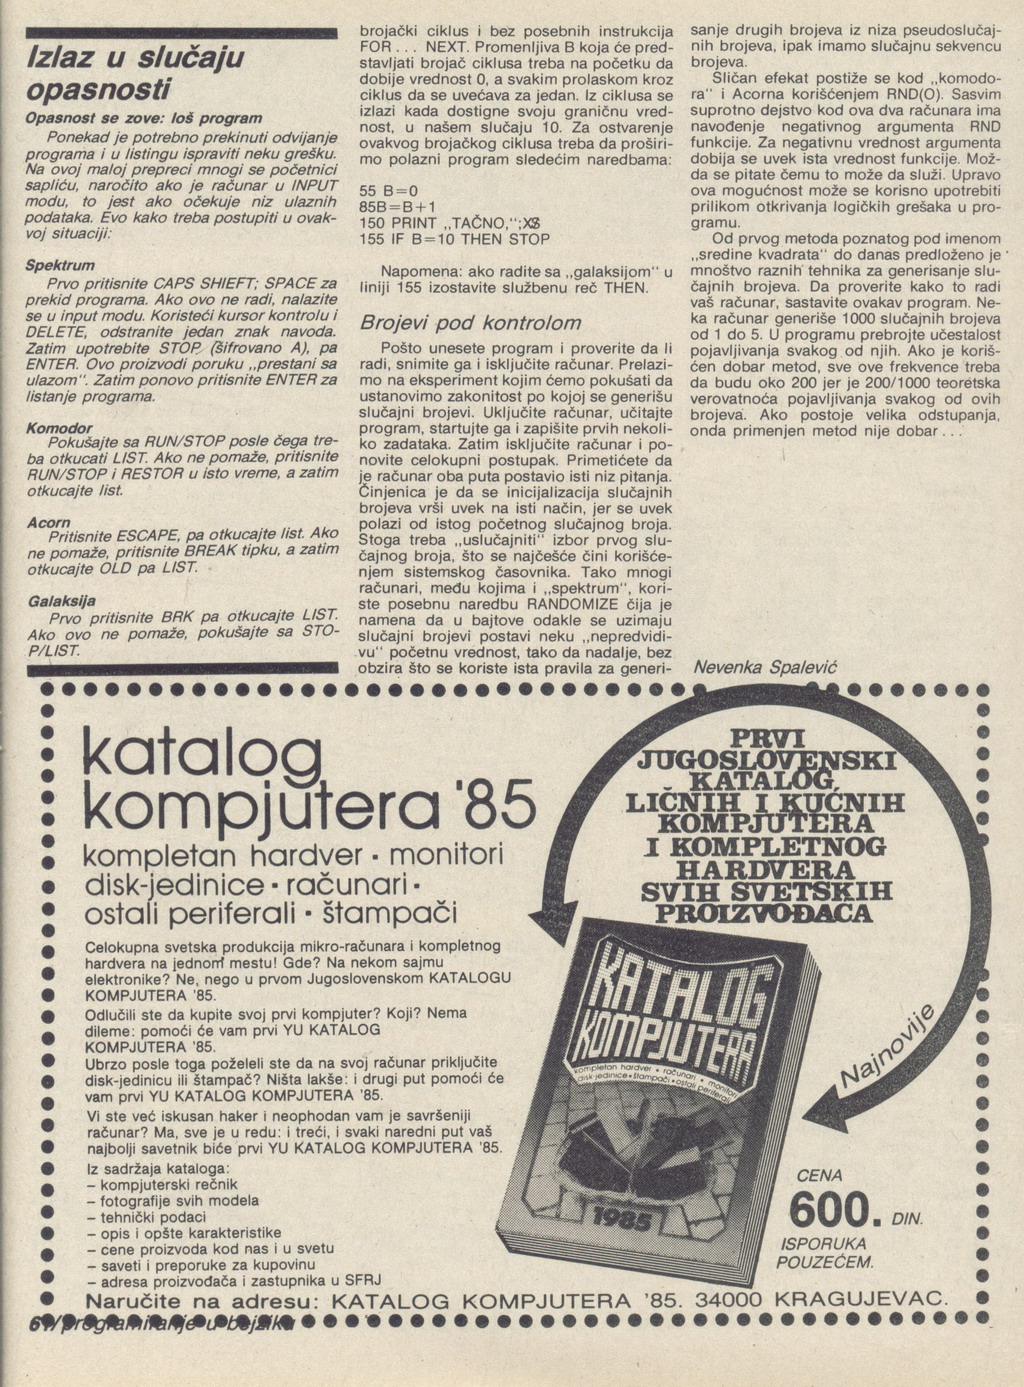 Izlaz u slučaju
opasnosti
Opasnost se zove: loš program
Ponekad je potrebno prekinuti odvijanje
programa i u listingu ispraviti neku grešku.
Na ovoj maloj prepreci mnogi se početnici
sapliću, naročito ako je računar u INPUT
modu, to jest ako očekuje niz ulaznih
podataka. Evo kako treba postupiti u ovak-
voj situaciji:
Spektrum
Prvo pritisnite CAPS SHIEFT; SPACE za
prekid programa. Ako ovo ne radi, nalazite
se u input modu. Koristeći kursor kontrolu i
DELETE, odstranite jedan znak navoda.
Zatim upotrebite STOP (šifrovano A), pa
ENTER. Ovo proizvodi poruku „prestani sa
ulazom“. Zatim ponovo pritisnite ENTER za
listanje programa.
Komodor
Pokušajte sa RUN/STOP posle čega tre-
ba otkucati LIST. Ako ne pomaže, pritisnite
RUN/STOP i RESTOR u isto vreme, a zatim
otkucajte list.
Acorn
Pritisnite ESCAPE, pa otkucajte list. Ako
ne pomaže, pritisnite BREAK tipku, a zatim
otkucajte OLD pa LIST.
Galaksija
Prvo pritisnite BRK pa otkucajte LIST.
Ako ovo ne pomaže, pokušajte sa STO-
P/LIST.
brojački ciklus i bez posebnih instrukcija
FOR... NEXT. Promenljiva B koja će pred-
stavljati brojač ciklusa treba na početku da
dobije vrednost 0, a svakim prolaskom kroz
ciklus da se uvećava za jedan. Iz ciklusa se
izlazi kada dostigne svoju graničnu vred-
nost, u našem slučaju 10. Za ostvarenje
ovakvog brojačkog ciklusa treba da proširi-
mo polazni program sledećim naredbama:
55 B=0
85B=B+1
150 PRINT „TAČNO,“;X$
155 IF B=10 THEN STOP
Napomena: ako radite sa „galaksijom“ u
liniji 155 izostavite službenu reč THEN.
Brojevi pod kontrolom
Pošto unesete program i proverite da li
radi, snimite ga i isključite računar. Prelazi-
mo na eksperiment kojim ćemo pokušati da
ustanovimo zakonitost po kojoj se generišu
slučajni brojevi. Uključite računar, učitajte
program, startujte ga i zapišite prvih nekoli-
ko zadataka. Zatim isključite računar i po-
novite celokupni postupak. Primetićete da
je računar oba puta postavio isti niz pitanja.
Činjenica je da se inicijalizacija slučajnih
brojeva vrši uvek na isti način, jer se uvek
polazi od istog početnog slučajnog broja.
Stoga treba „uslučajniti“ izbor prvog slu-
čajnog broja, što se najčešće čini korišće-
njem sistemskog časovnika. Tako mnogi
računari, među kojima i „spektrum“, kori-
ste posebnu naredbu RANDOMIZE čija je
namena da u bajtove odakle se uzimaju
slučajni brojevi postavi neku „nepredvidi-
vu“ početnu vrednost, tako da nadalje, bez
obzira što se koriste ista pravila za generi-
sanje drugih brojeva iz niza pseudoslučaj-
nih brojeva, ipak imamo slučajnu sekvencu
brojeva.
Sličan efekat postiže se kod „komodo-
ra“ i Acorna korišćenjem RND(O). Sasvim
suprotno dejstvo kod ova dva računara ima
navođenje negativnog argumenta RND
funkcije. Za negativnu vrednost argumenta
dobija se uvek ista vrednost funkcije. Mož-
da se pitate čemu to može da služi. Upravo
ova mogućnost može se korisno upotrebiti
prilikom otkrivanja logičkih grešaka u pro-
gramu.
Od prvog metoda poznatog pod imenom
„sredine kvadrata“ do danas predloženo je
mnoštvo raznih tehnika za generisanje slu-
čajnih brojeva. Da proverite kako to radi
vaš računar, sastavite ovakav program. Ne-
ka računar generiše 1000 slučajnih brojeva
od 1 do 5. U programu prebrojte učestalost
pojavljivanja svakog od njih. Ako je koriš-
ćen dobar metod, sve ove frekvence treba
da budu oko 200 jer je 200/1000 teoretska
verovatnoća pojavljivanja svakog od ovih
brojeva. Ako postoje velika odstupanja,
onda primenjen metod nije dobar...
Nevenka Spalević
katalog
kompjutera '85
kompletan hardver · monitori
disk-jedinice · računari ·
ostali periferali · štampači
Celokupna svetska produkcija mikro-računara i kompletnog
hardvera na jednom mestu! Gde? Na nekom sajmu
elektronike? Ne, nego u prvom Jugoslovenskom KATALOGU
KOMPJUTERA '85.
Odlučili ste da kupite svoj prvi kompjuter? Koji? Nema
dileme: pomoći će vam prvi YU KATALOG
KOMPJUTERA '85.
Ubrzo posle toga poželeli ste da na svoj računar priključite
disk-jedinicu ili štampač? Ništa lakše: i drugi put pomoći će
vam prvi YU KATALOG KOMPJUTERA '85.
Vi ste već iskusan haker i neophodan vam je savršeniji
računar? Ma, sve je u redu: i treći, i svaki naredni put vaš
najbolji savetnik biće prvi YU KATALOG KOMPJUTERA '85.
Iz sadržaja kataloga:
– kompjuterski rečnik
– fotografije svih modela
– tehnički podaci
– opis i opšte karakteristike
– cene proizvoda kod nas i u svetu
– saveti i preporuke za kupovinu
– adresa proizvođača i zastupnika u SFRJ
PRVI
JUGOSLOVENSKI
KATALOG
LIČNIH I KUĆNIH
KOMPJUTERA
I KOMPLETNOG
HARDVERA
SVIH SVETSKIH
PROIZVOĐAČA
KATALOG
KOMPJUTERA
kompletan hardver · računari · monitori
disk-jedinice · štampači · ostali periferali
1985
Najnovije
CENA
600. DIN.
ISPORUKA
POUZEĆEM.
Naručite na adresu: KATALOG KOMPJUTERA '85. 34000 KRAGUJEVAC.
61/programiranje u bejziku